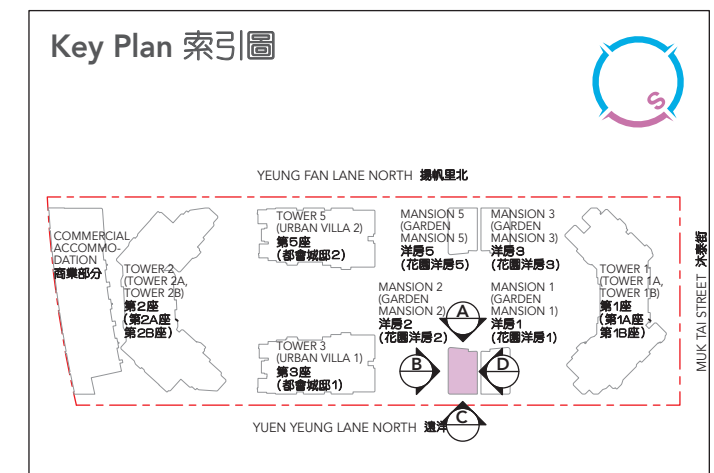 Key Plan 索引圖
S
YEUNG FAN LANE NORTH 揚帆里北
COMMERCIAL
ACCOMMO-
DATION
商業部分
TOWER 2
(TOWER 2A,
TOWER 2B)
第2座
(第2A座、
第2B座)
TOWER 5
(URBAN VILLA 2)
第5座
(都會城邸2)
TOWER 3
(URBAN VILLA 1)
第3座
(都會城邸1)
MANSION 5
(GARDEN
MANSION 5)
洋房5
(花園洋房5)
MANSION 3
(GARDEN
MANSION 3)
洋房3
(花園洋房3)
MANSION 2
(GARDEN
MANSION 2)
洋房2
(花園洋房2)
MANSION 1
(GARDEN
MANSION 1)
洋房1
(花園洋房1)
TOWER 1
(TOWER 1A,
TOWER 1B)
第1座
(第1A座、
第1B座)
A
B
D
C
MUK TAI STREET 沐泰街
YUEN YEUNG LANE NORTH 遠洋